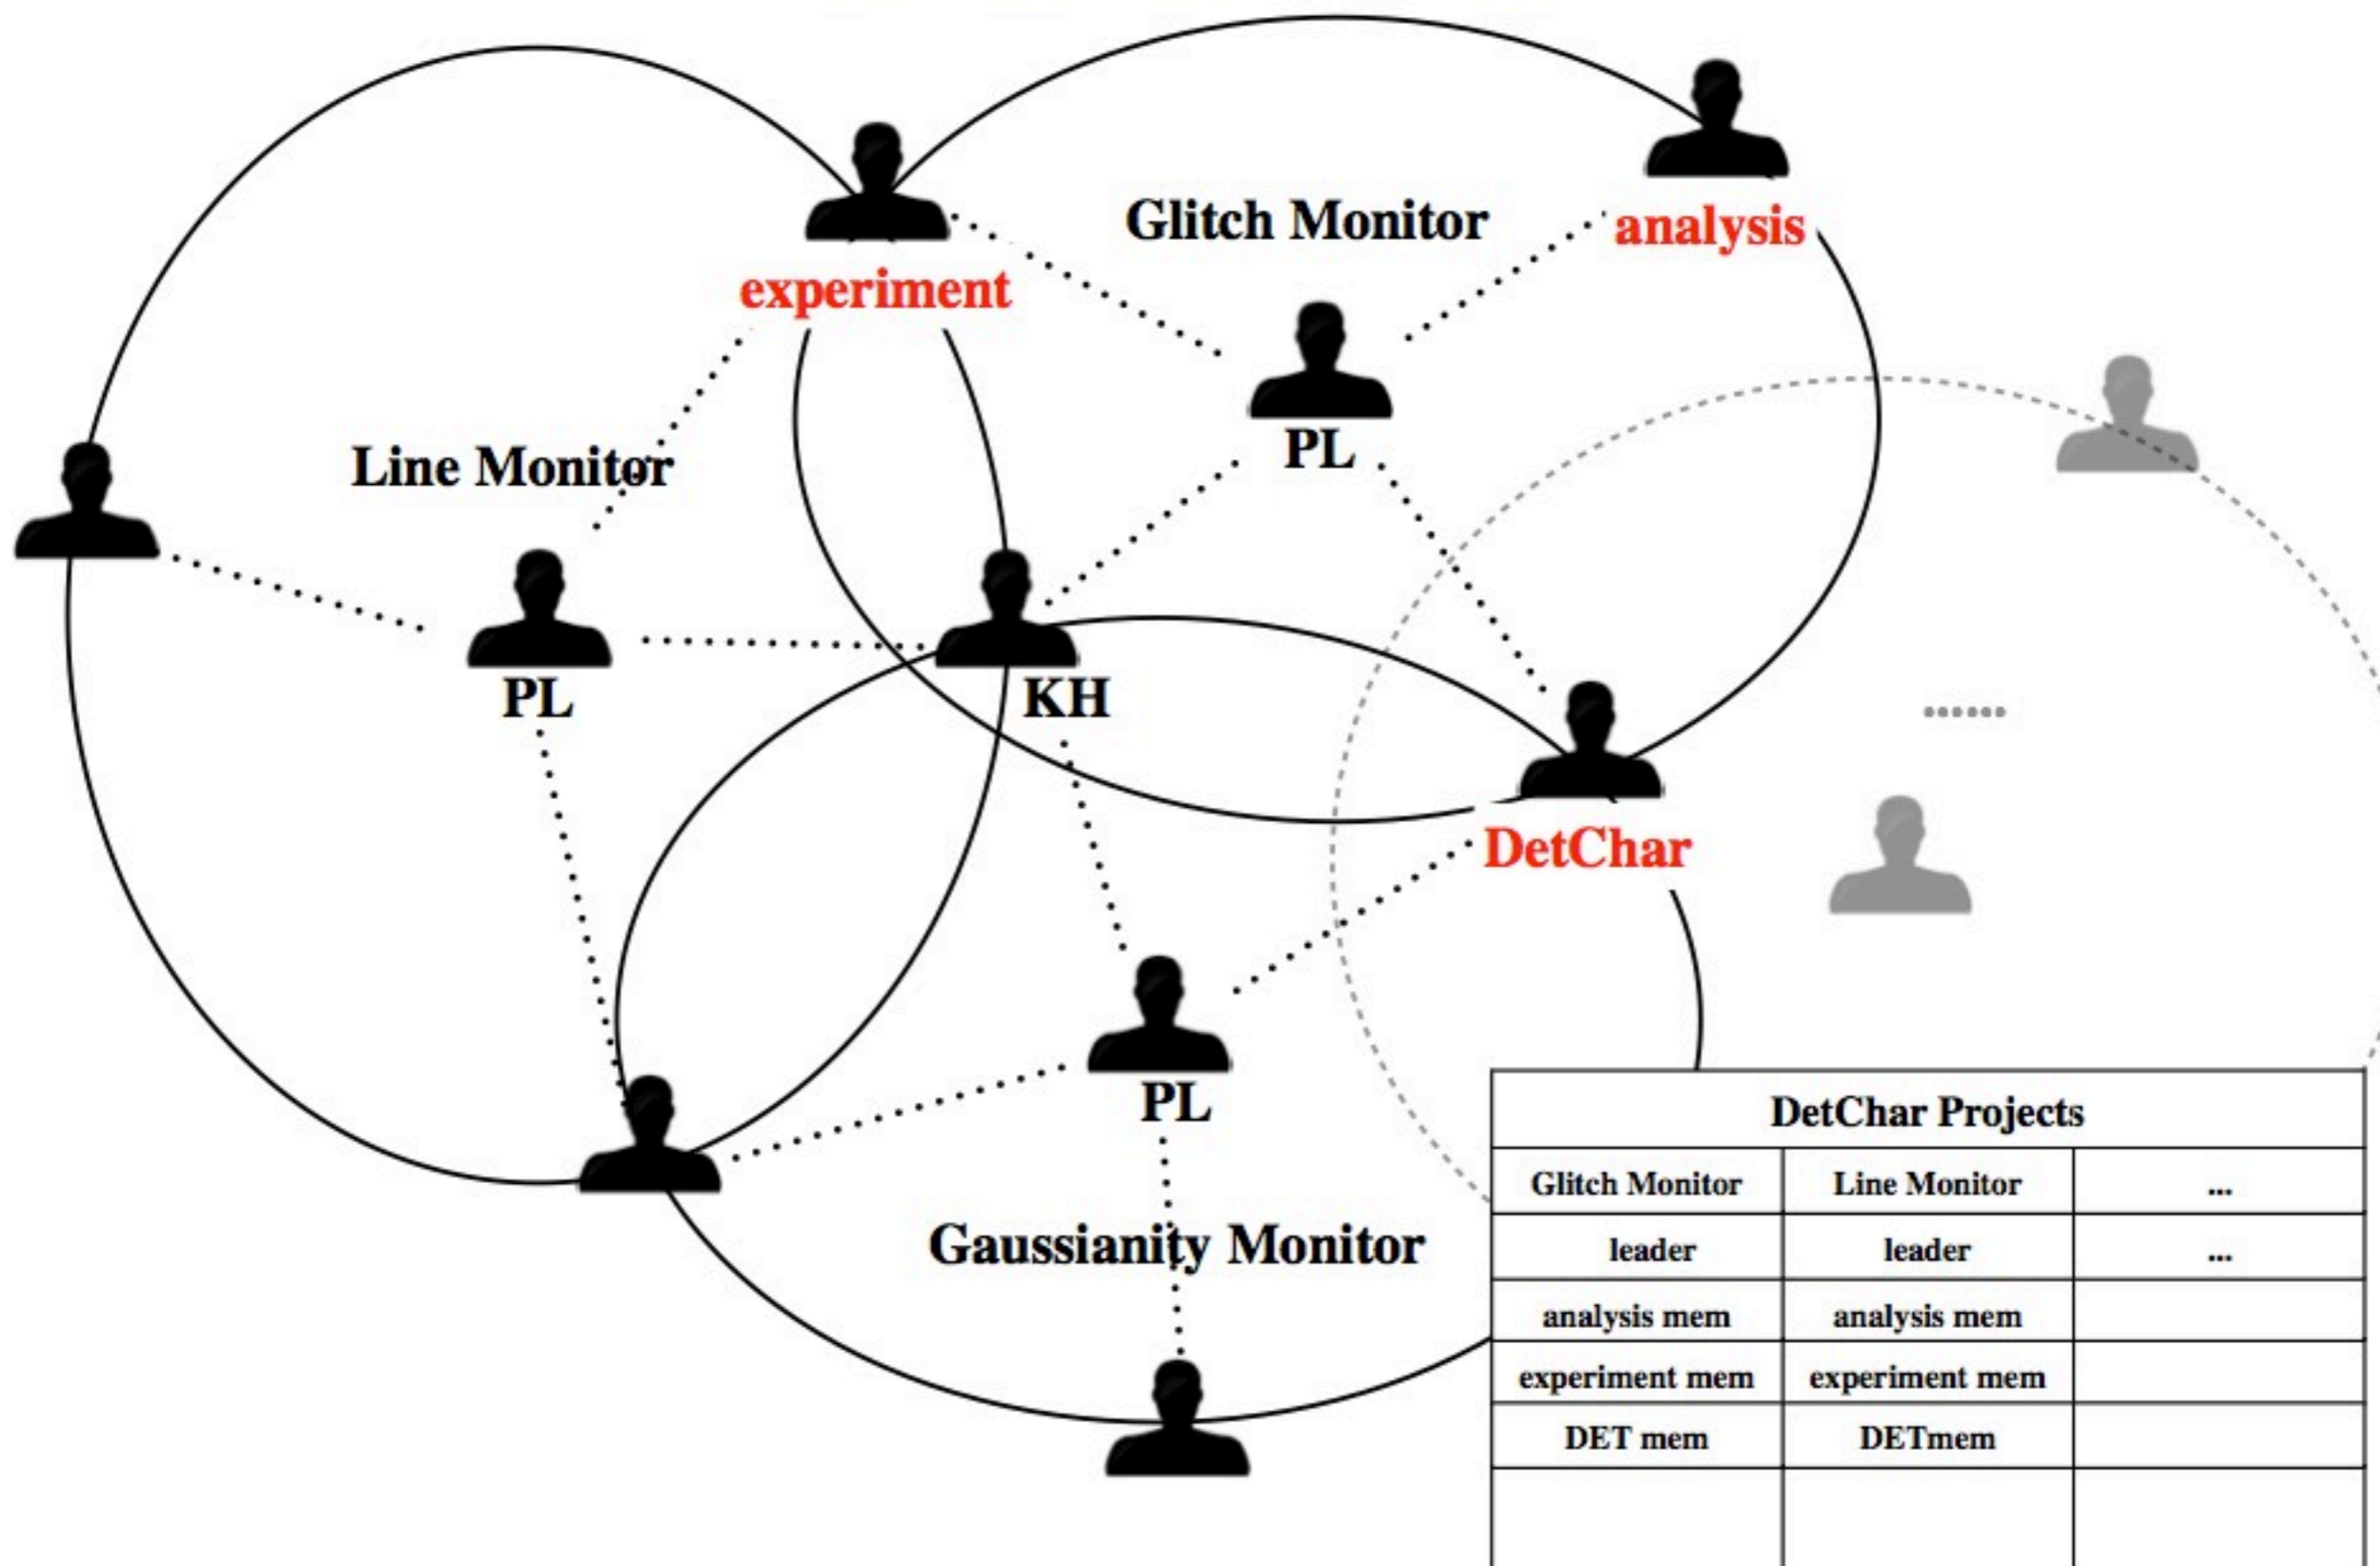 Glitch Monitor
analysis
experiment
PL
Line Monitor
PL
KH
......
DetChar
PL
Gaussianity Monitor
DetChar Projects
Glitch Monitor Line Monitor ...
leader leader ...
analysis mem analysis mem
experiment mem experiment mem
DET mem DETmem